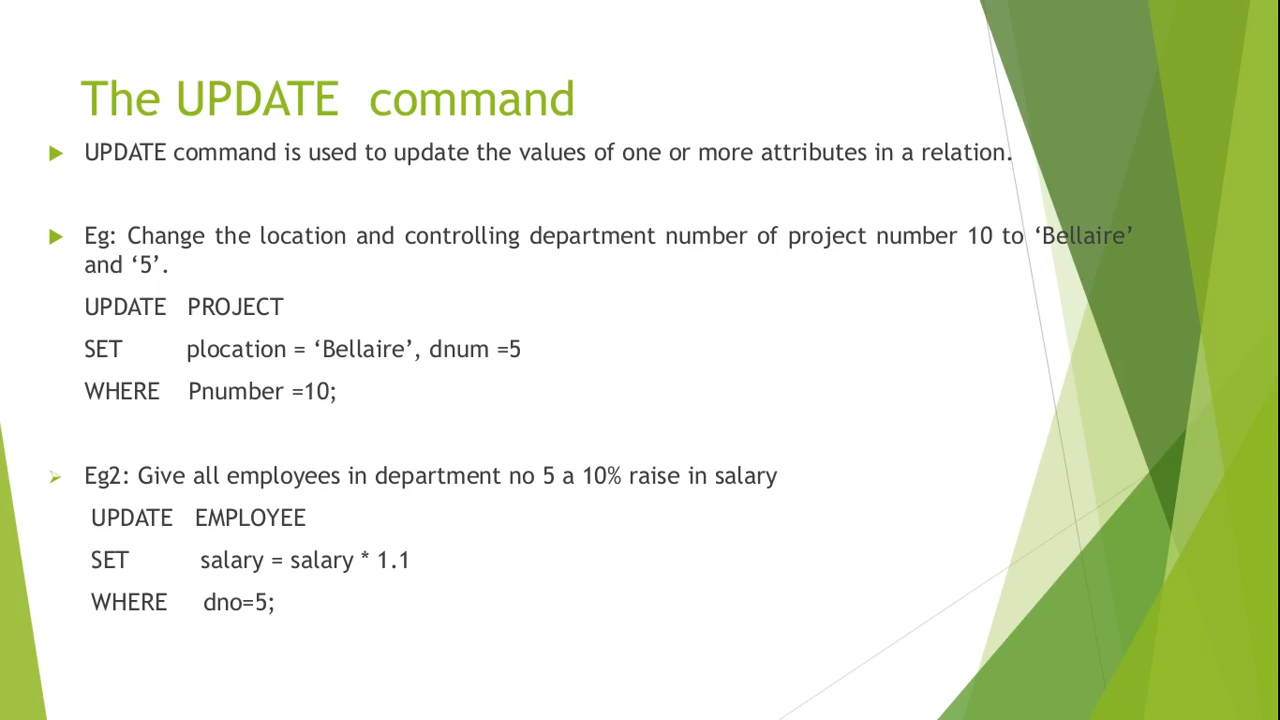 The UPDATE command
UPDATE command is used to update the values of one or more attributes in a relation.
Eg: Change the location and controlling department number of project number 10 to ‘Bellaire’
and ‘5’.
UPDATE PROJECT
SET plocation = ‘Bellaire’, dnum =5
WHERE Pnumber =10;
Eg2: Give all employees in department no 5 a 10% raise in salary
UPDATE EMPLOYEE
SET salary = salary * 1.1
WHERE dno=5;